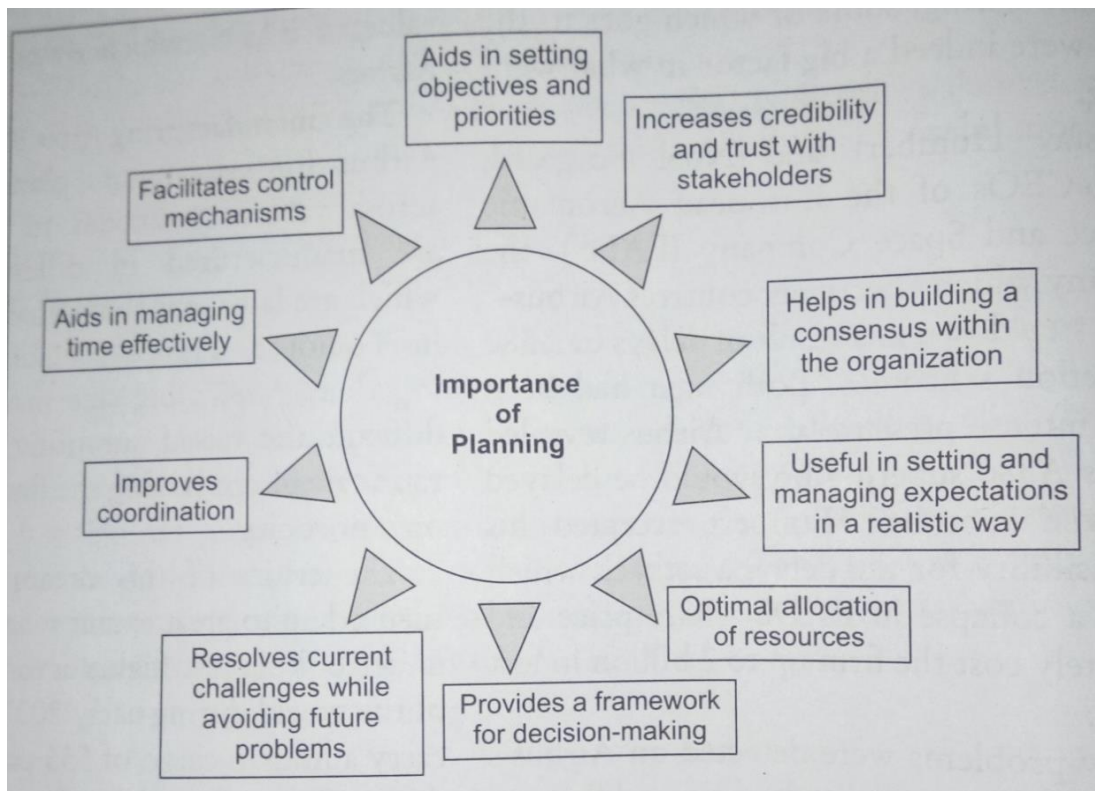 Aids in setting
objectives and
priorities
Increases credibility
and trust with
stakeholders
Helps in building a
consensus within
the organization
Useful in setting and
managing expectations
in a realistic way
Optimal allocation
of resources
Provides a framework
for decision-making
Resolves current
challenges while
avoiding future
problems
Improves
coordination
Aids in managing
time effectively
Facilitates control
mechanisms
Importance
of
Planning